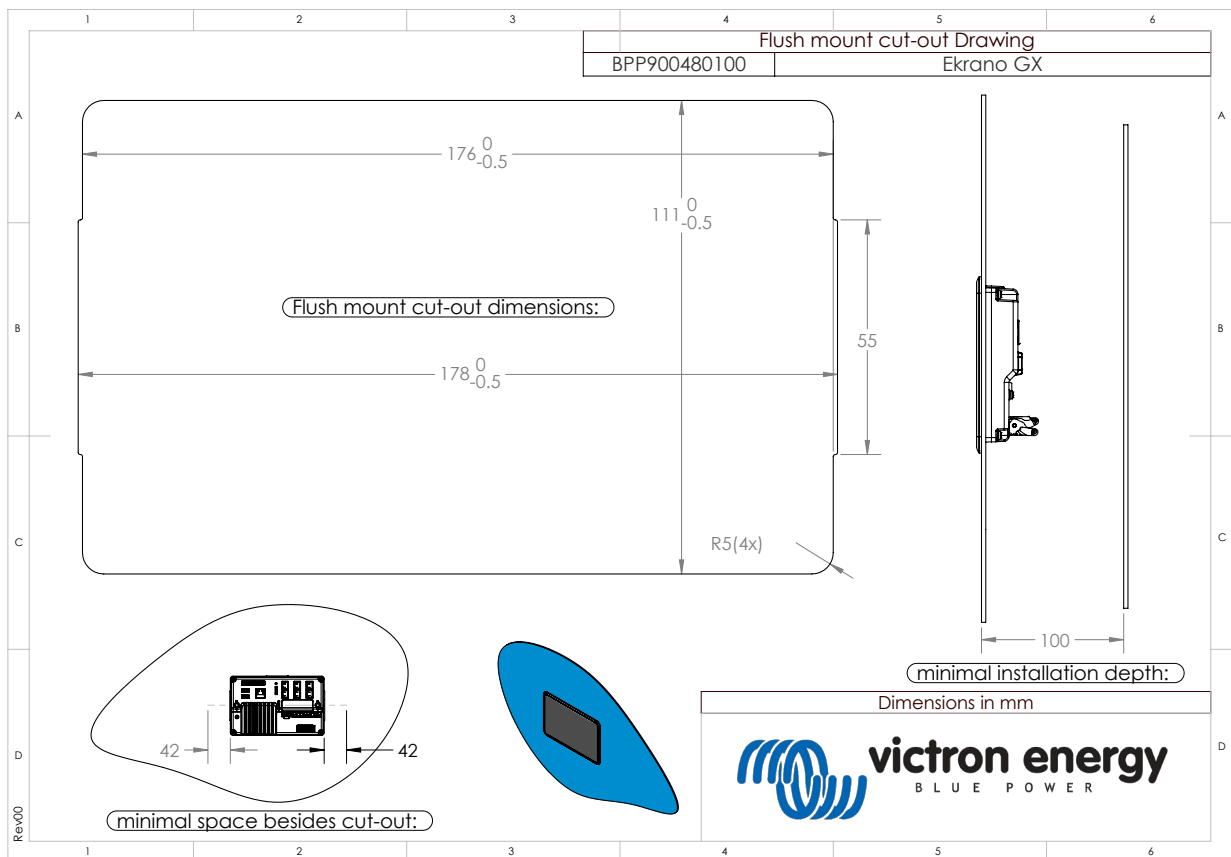 1 2 3 4 5 6
Flush mount cut-out Drawing
BPP900480100 Ekrano GX
A A
176 0 -0.5
111 0 -0.5
Flush mount cut-out dimensions:
B B
55
178 0 -0.5
C C
R5(4x)
100
minimal installation depth:
Dimensions in mm
42 42
D D
victron energy
BLUE POWER
minimal space besides cut-out:
Rev00
1 2 3 4 5 6